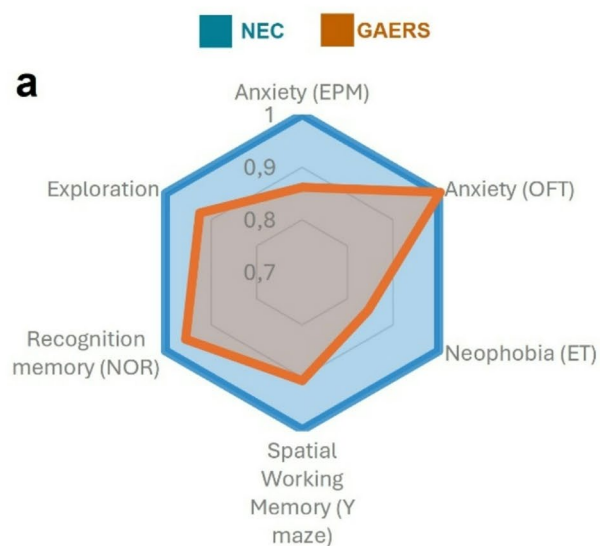 NEC GAERS
a
Anxiety (EPM)
1
0,9
0,8
0,7
Exploration
Anxiety (OFT)
Recognition
memory (NOR)
Neophobia (ET)
Spatial
Working
Memory (Y
maze)